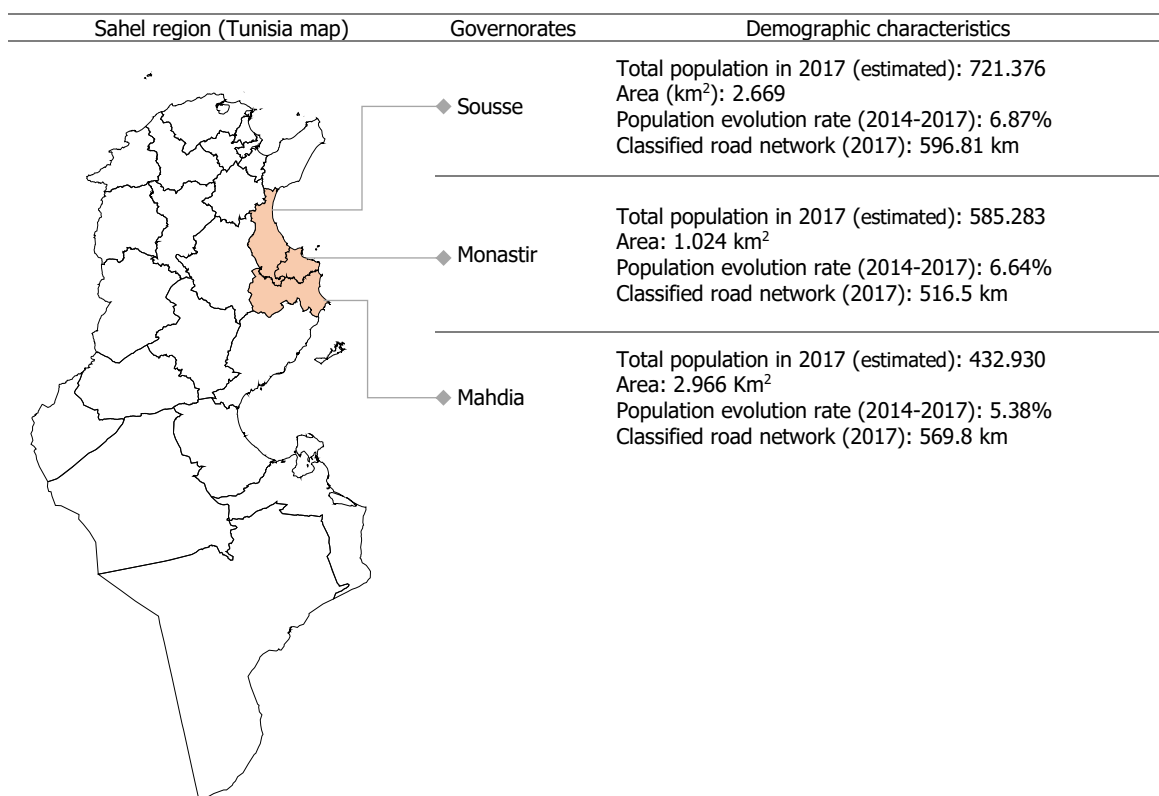 Sahel region (Tunisia map) Governorates Demographic characteristics
Sousse
Total population in 2017 (estimated): 721.376
Area (km²): 2.669
Population evolution rate (2014-2017): 6.87%
Classified road network (2017): 596.81 km
Monastir
Total population in 2017 (estimated): 585.283
Area: 1.024 km²
Population evolution rate (2014-2017): 6.64%
Classified road network (2017): 516.5 km
Mahdia
Total population in 2017 (estimated): 432.930
Area: 2.966 Km²
Population evolution rate (2014-2017): 5.38%
Classified road network (2017): 569.8 km